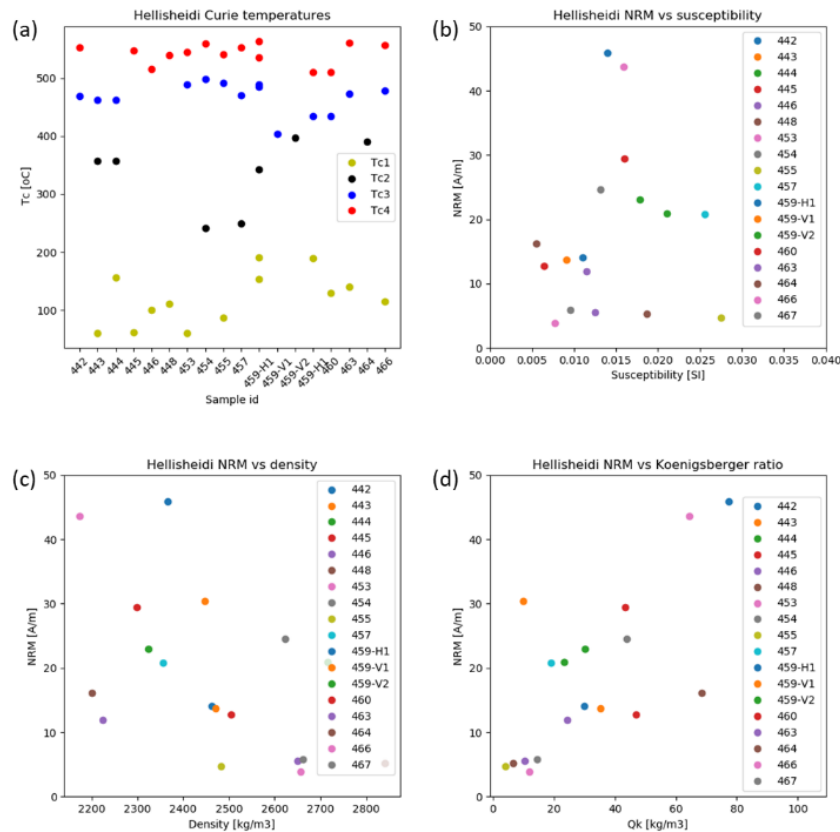 (a)
Hellisheidi Curie temperatures
Tc [oC]
500
400
300
200
100
Tc1
Tc2
Tc3
Tc4
442
443
444
445
446
448
453
454
455
457
459-H1
459-V1
459-V2
459-H1
460
463
464
466
Sample id
(b)
Hellisheidi NRM vs susceptibility
NRM [A/m]
50
40
30
20
10
0
0.000 0.005 0.010 0.015 0.020 0.025 0.030 0.035 0.040
Susceptibility [SI]
442
443
444
445
446
448
453
454
455
457
459-H1
459-V1
459-V2
460
463
464
466
467
(c)
Hellisheidi NRM vs density
NRM [A/m]
50
40
30
20
10
0
2200 2300 2400 2500 2600 2700 2800
Density [kg/m3]
442
443
444
445
446
448
453
454
455
457
459-H1
459-V1
459-V2
460
463
464
466
467
(d)
Hellisheidi NRM vs Koenigsberger ratio
NRM [A/m]
50
40
30
20
10
0
0 20 40 60 80 100
Qk [kg/m3]
442
443
444
445
446
448
453
454
455
457
459-H1
459-V1
459-V2
460
463
464
466
467